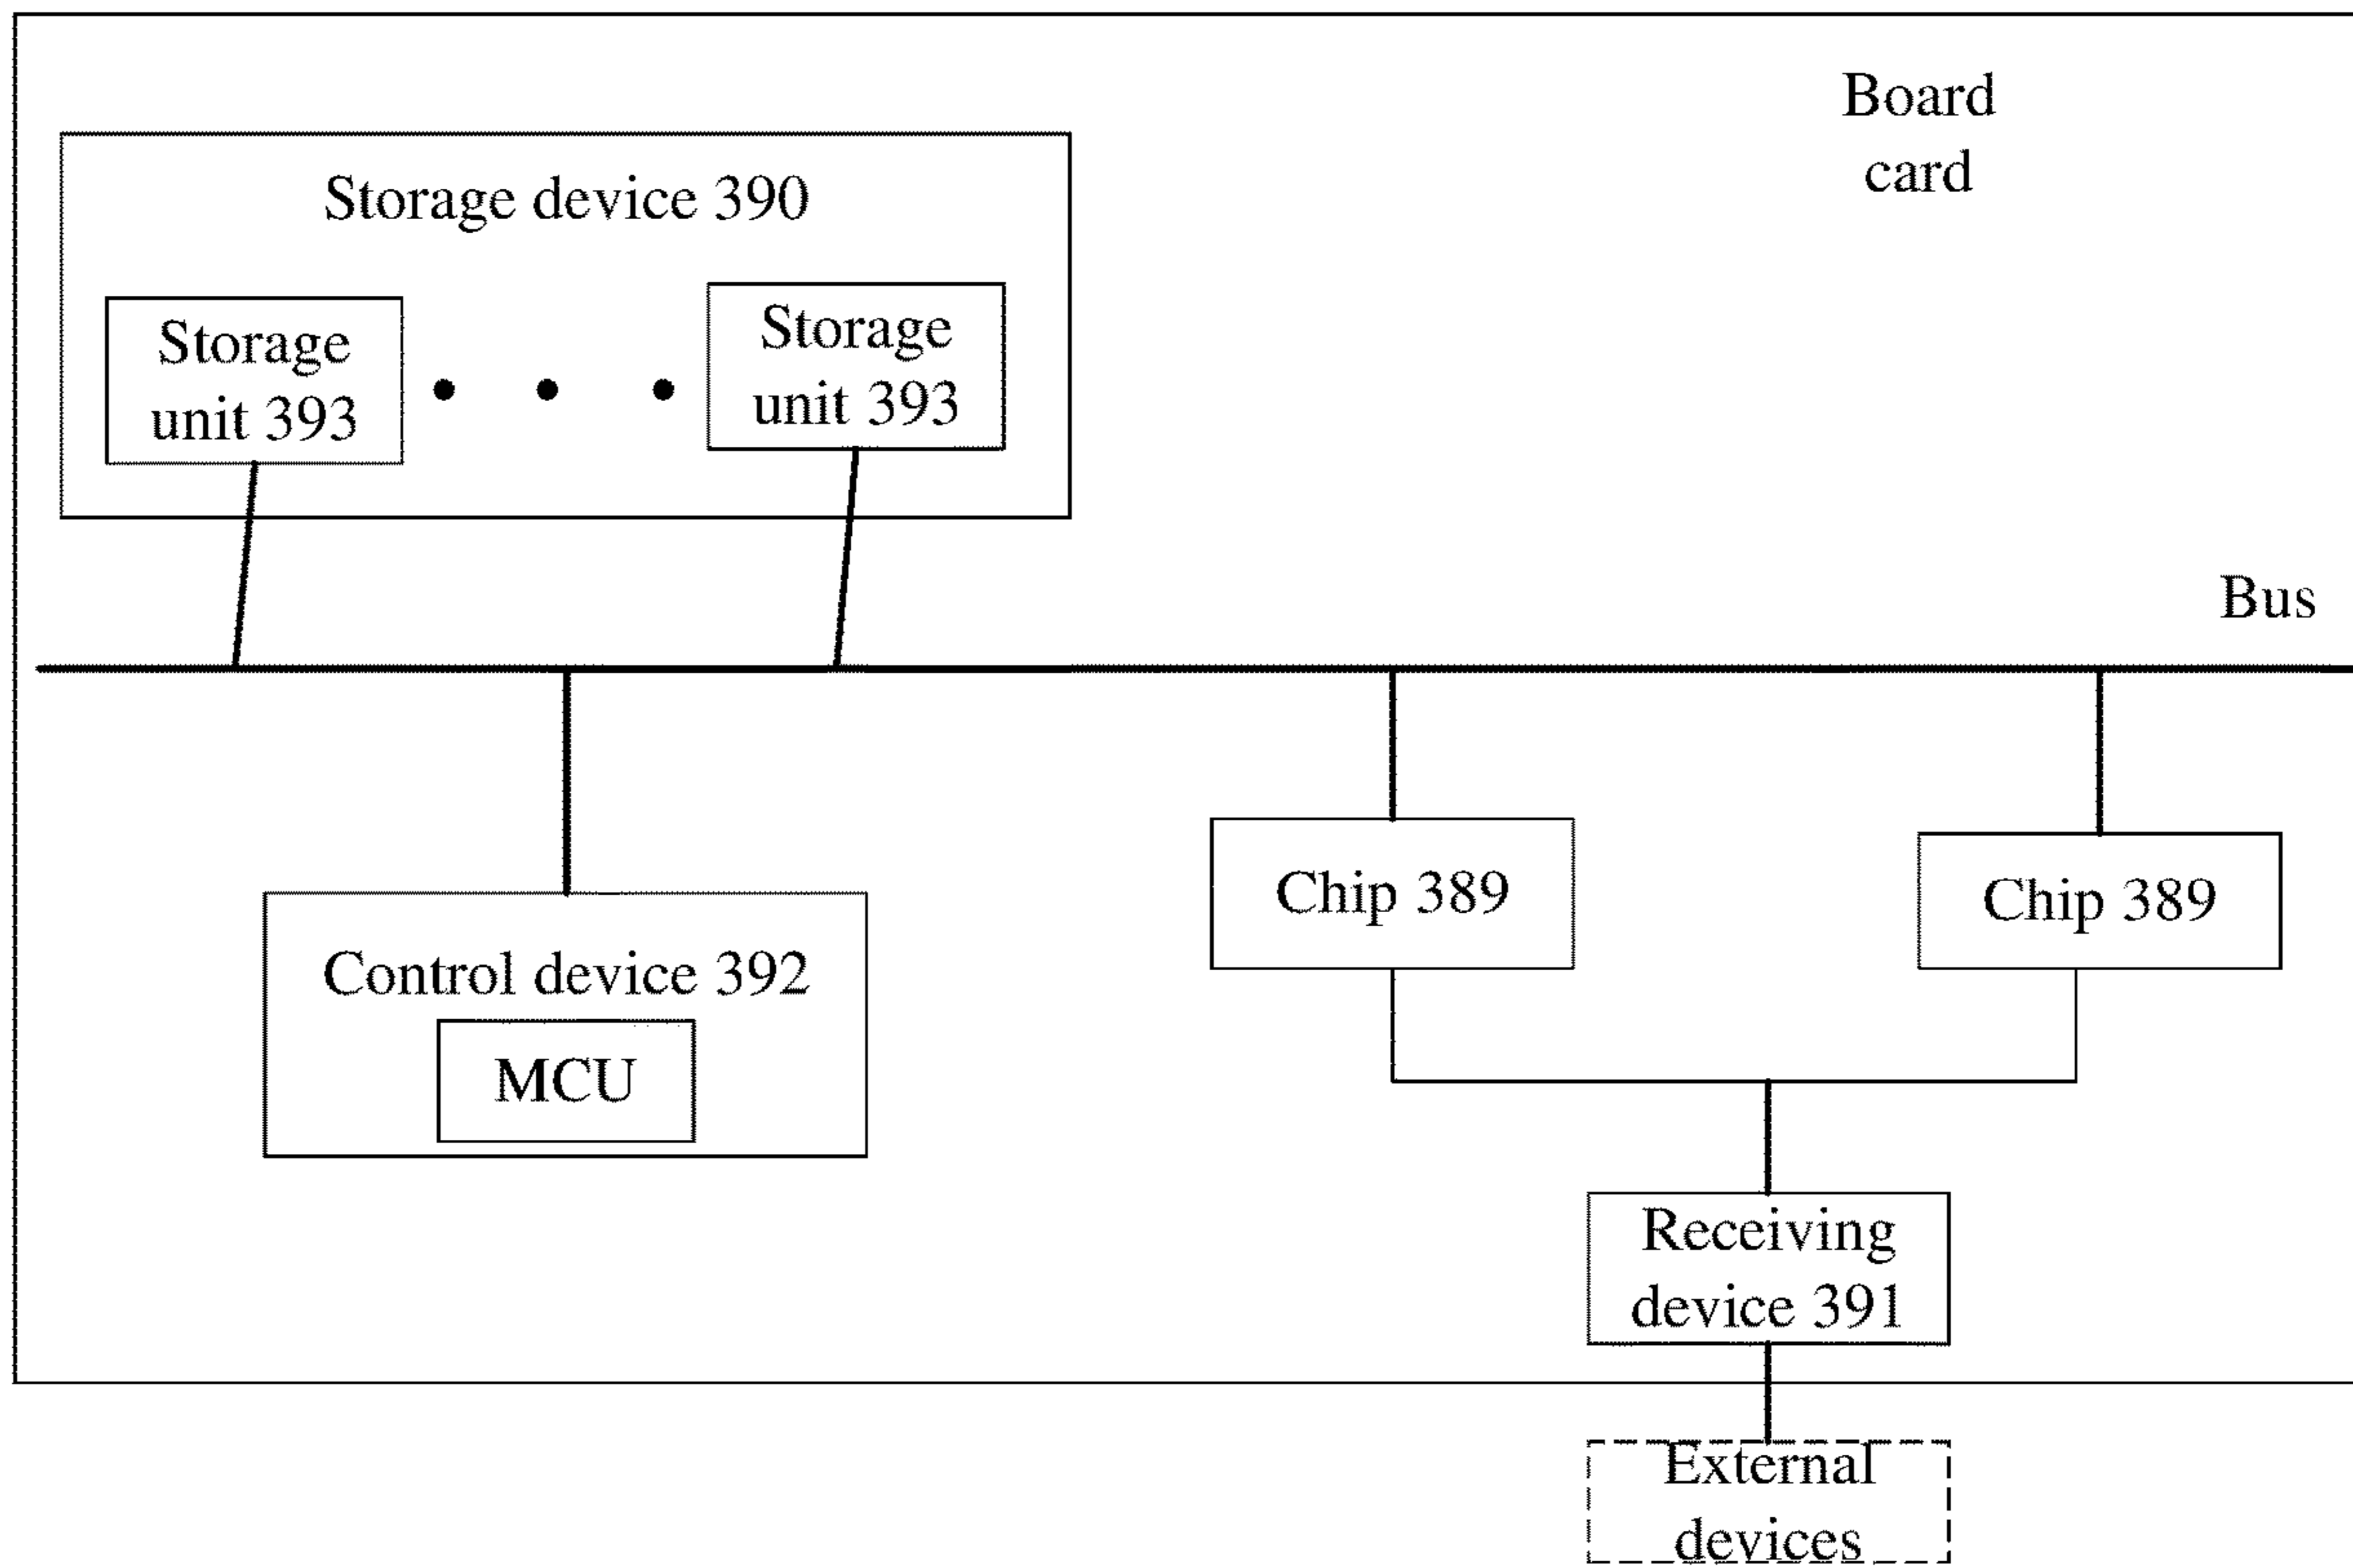 Board
card
Storage device 390
Storage
unit 393
Storage
unit 393
Bus
Control device 392
MCU
Chip 389
Chip 389
Receiving
device 391
External
devices